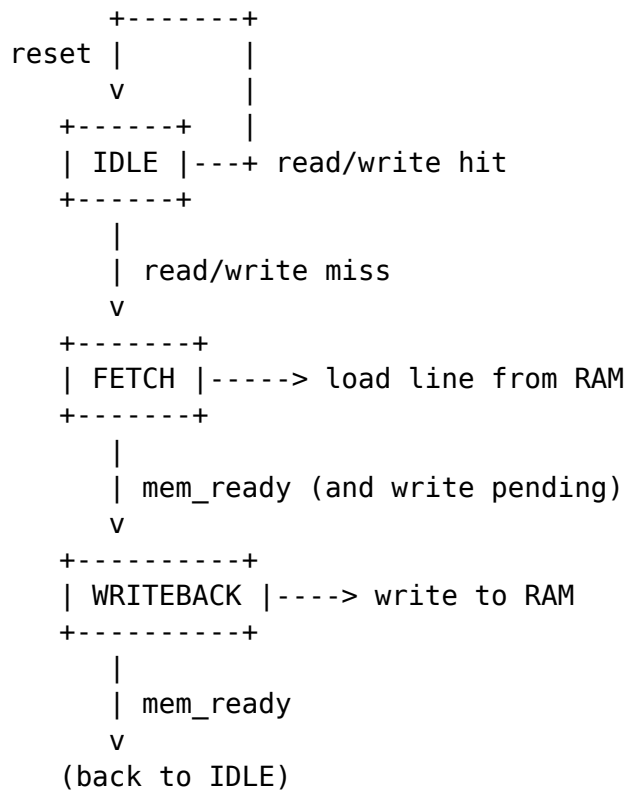 reset
IDLE read/write hit
read/write miss
FETCH load line from RAM
mem_ready (and write pending)
WRITEBACK write to RAM
mem_ready
(back to IDLE)